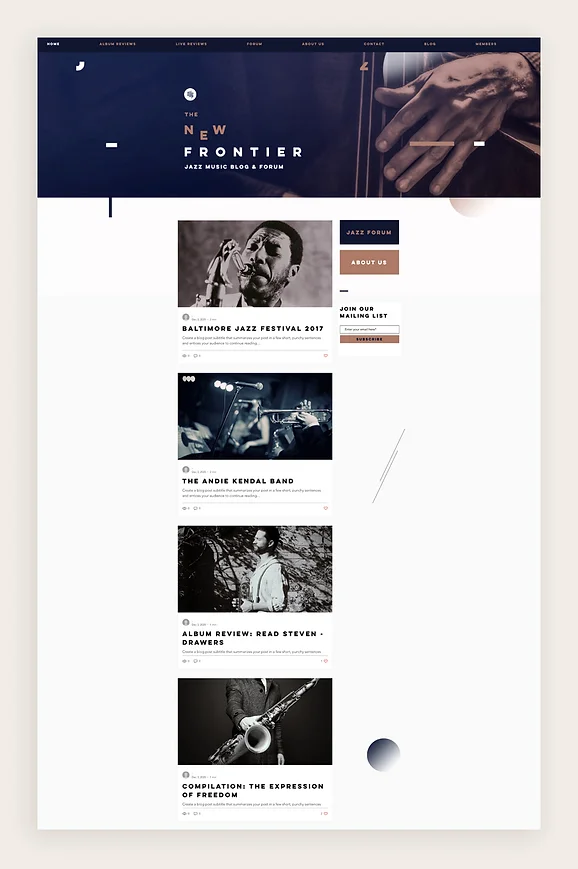 HOME ALBUM REVIEWS LIVE REVIEWS FORUM ABOUT US CONTACT BLOG MEMBERS
J Z
THE
NEW
FRONTIER
JAZZ MUSIC BLOG & FORUM
JAZZ FORUM
ABOUT US
JOIN OUR
MAILING LIST
Enter your email here*
SUBSCRIBE
BALTIMORE JAZZ FESTIVAL 2017
Create a blog post subtitle that summarizes your post in a few short, punchy sentences
and entices your audience to continue reading....
THE ANDIE KENDAL BAND
Create a blog post subtitle that summarizes your post in a few short, punchy sentences
and entices your audience to continue reading....
ALBUM REVIEW: READ STEVEN -
DRAWERS
Create a blog post subtitle that summarizes your post in a few short, punchy sentences
COMPILATION: THE EXPRESSION
OF FREEDOM
Create a blog post subtitle that summarizes your post in a few short, punchy sentences